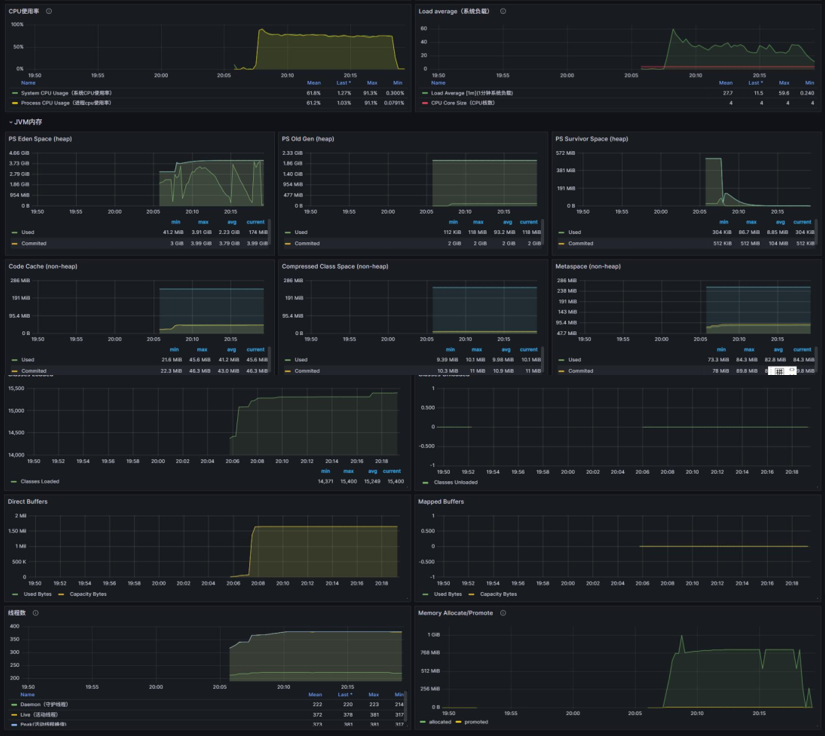 CPU使用率
100%
50%
0%
19:50 19:55 20:00 20:05 20:10 20:15
Name Mean Last * Max Min
System CPU Usage (系统CPU使用率) 61.8% 1.27% 91.3% 0.300%
Process CPU Usage (进程cpu使用率) 61.2% 1.03% 91.1% 0.0791%
Load average (系统负载)
60
40
20
0
19:50 19:55 20:00 20:05 20:10 20:15
Name Mean Last * Max Min
Load Average [1m](1分钟系统负载) 27.7 11.5 59.8 0.240
CPU Core Size (CPU核数) 4 4 4 4
JVM内存
PS Eden Space (heap)
4.66 GiB
3.73 GiB
2.79 GiB
1.86 GiB
954 MiB
0 B
19:50 19:55 20:00 20:05 20:10 20:15
min max avg current
Used 41.2 MiB 3.91 GiB 2.23 GiB 174 MiB
Commited 3 GiB 3.99 GiB 3.79 GiB 3.99 GiB
PS Old Gen (heap)
2.33 GiB
1.86 GiB
1.40 GiB
954 MiB
477 MiB
0 B
19:50 19:55 20:00 20:05 20:10 20:15
min max avg current
Used 112 KiB 118 MiB 93.2 MiB 118 MiB
Commited 2 GiB 2 GiB 2 GiB 2 GiB
PS Survivor Space (heap)
572 MiB
381 MiB
191 MiB
0 B
19:50 19:55 20:00 20:05 20:10 20:15
min max avg current
Used 304 KiB 86.7 MiB 8.85 MiB 304 KiB
Commited 512 KiB 512 MiB 104 MiB 512 KiB
Code Cache (non-heap)
286 MiB
191 MiB
95.4 MiB
0 B
19:50 19:55 20:00 20:05 20:10 20:15
min max avg current
Used 21.6 MiB 45.6 MiB 41.2 MiB 45.6 MiB
Commited 22.3 MiB 46.3 MiB 43.0 MiB 46.3 MiB
Compressed Class Space (non-heap)
286 MiB
191 MiB
95.4 MiB
0 B
19:50 19:55 20:00 20:05 20:10 20:15
min max avg current
Used 9.39 MiB 10.1 MiB 9.98 MiB 10.1 MiB
Commited 10.3 MiB 11 MiB 10.9 MiB 11 MiB
Metaspace (non-heap)
286 MiB
238 MiB
191 MiB
143 MiB
95.4 MiB
47.7 MiB
19:50 19:55 20:00 20:05 20:10 20:15
min max avg current
Used 73.3 MiB 84.3 MiB 82.8 MiB 84.3 MiB
Commited 78 MiB 89.8 MiB
15,500
15,000
14,500
14,000
19:50 19:52 19:54 19:56 19:58 20:00 20:02 20:04 20:06 20:08 20:10 20:12 20:14 20:16 20:18
min max avg current
Classes Loaded 14,371 15,400 15,249 15,400
1
0.500
0
-0.500
-1
19:50 19:52 19:54 19:56 19:58 20:00 20:02 20:04 20:06 20:08 20:10 20:12 20:14 20:16 20:18
Classes Unloaded
Direct Buffers
2 Mil
1.50 Mil
1 Mil
500 K
0
19:50 19:52 19:54 19:56 19:58 20:00 20:02 20:04 20:06 20:08 20:10 20:12 20:14 20:16 20:18
Used Bytes Capacity Bytes
Mapped Buffers
1
0.500
0
-0.500
-1
19:50 19:52 19:54 19:56 19:58 20:00 20:02 20:04 20:06 20:08 20:10 20:12 20:14 20:16 20:18
Used Bytes Capacity Bytes
线程数
400
350
300
250
200
19:50 19:55 20:00 20:05 20:10 20:15
Name Mean Last * Max Min
Daemon (守护线程) 222 220 223 214
Live (活动线程) 372 378 381 317
373 381 381 317
Memory Allocate/Promote
1 GiB
768 MiB
512 MiB
256 MiB
0 B
19:50 19:55 20:00 20:05 20:10 20:15
allocated promoted